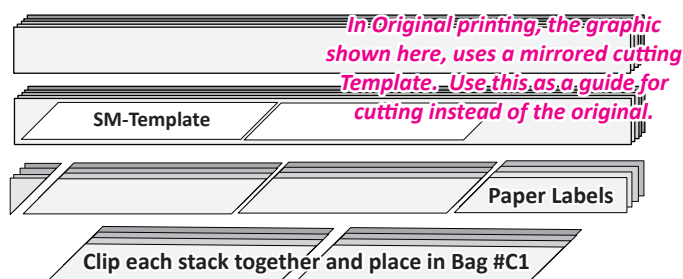 In Original printing, the graphic
shown here, uses a mirrored cutting
Template. Use this as a guide for
cutting instead of the original.
SM-Template
Paper Labels
Clip each stack together and place in Bag #C1